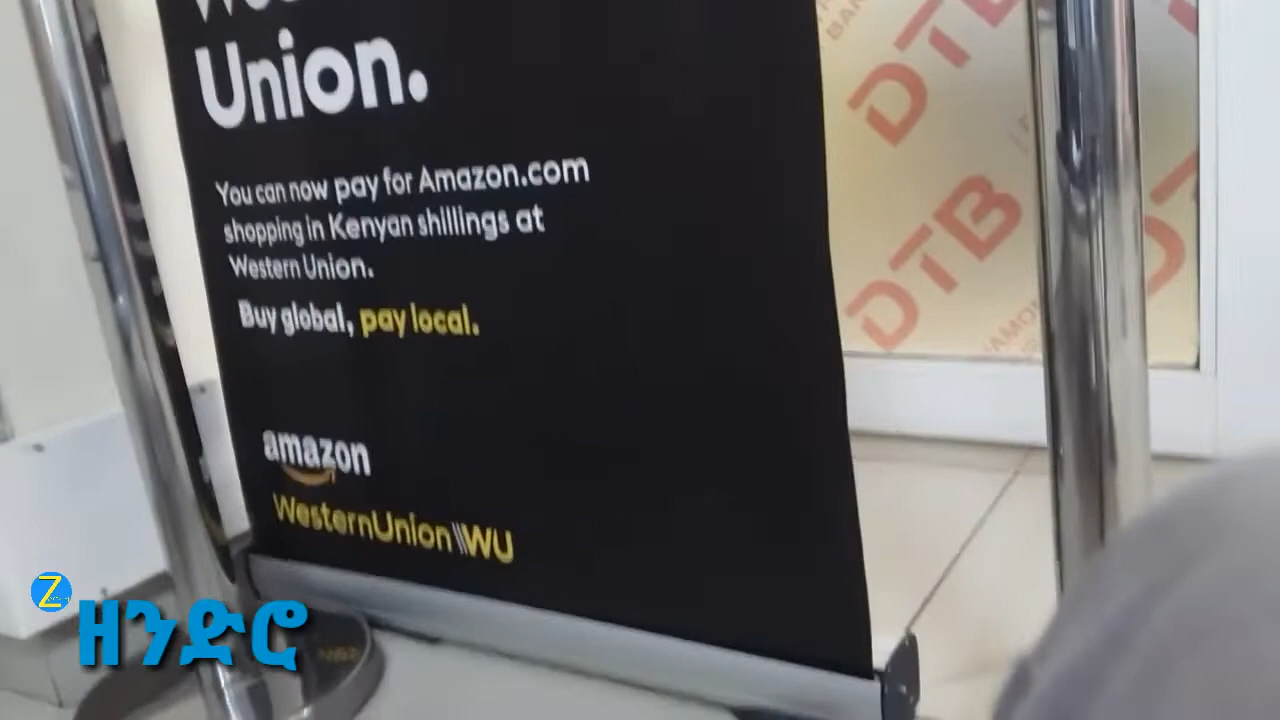 Union.
You can now pay for Amazon.com
shopping in Kenyan shillings at
Western Union.
Buy global, pay local.
amazon
WesternUnion\\WU
DTB
DTB
Z
ዘንድሮ